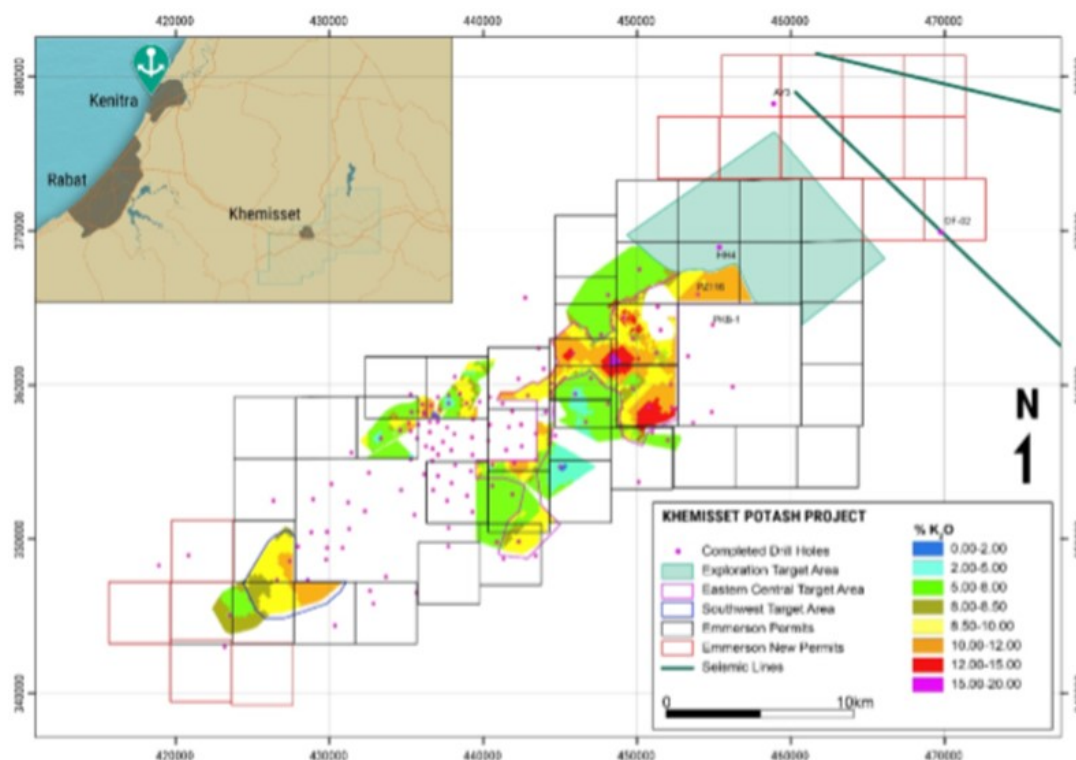 420000 430000 440000 450000 460000 470000
380000
370000
360000
350000
340000
Kenitra
Rabat
Khemisset
AY3
DF-02
HH4
PZ116
PKB-1
N
KHEMISSET POTASH PROJECT
Completed Drill Holes
Exploration Target Area
Eastern Central Target Area
Southwest Target Area
Emmerson Permits
Emmerson New Permits
Seismic Lines
0 10km
% K2O
0.00-2.00
2.00-5.00
5.00-8.00
8.00-8.50
8.50-10.00
10.00-12.00
12.00-15.00
15.00-20.00
420000 430000 440000 450000 460000 470000